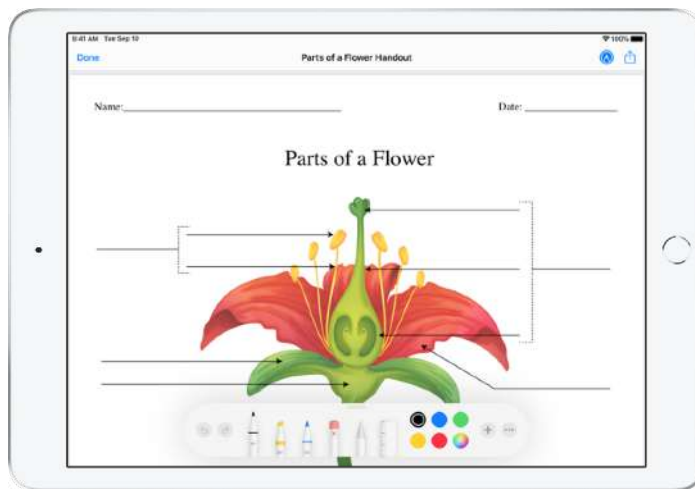 9:41 AM Tue Sep 10
100%
Done
Parts of a Flower Handout
Name:
Date:
Parts of a Flower